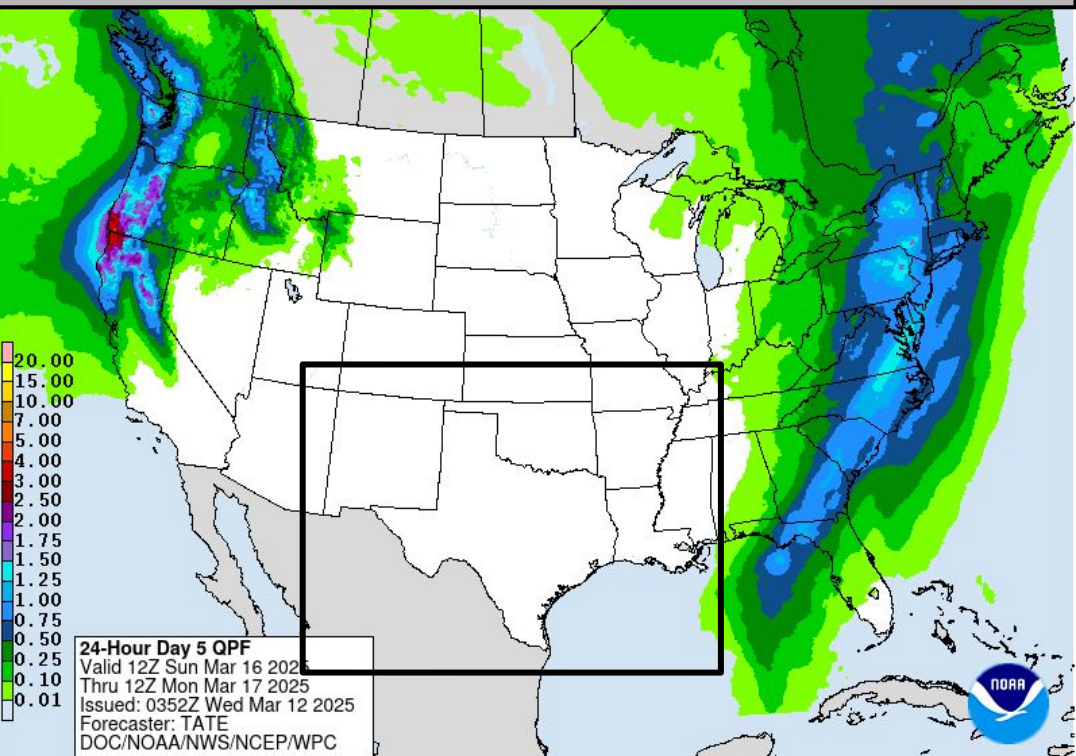 20.00
15.00
10.00
7.00
5.00
4.00
3.00
2.50
2.00
1.75
1.50
1.25
1.00
0.75
0.50
0.25
0.10
0.01
24-Hour Day 5 QPF
Valid 12Z Sun Mar 16 2025
Thru 12Z Mon Mar 17 2025
Issued: 0352Z Wed Mar 12 2025
Forecaster: TATE
DOC/NOAA/NWS/NCEP/WPC
NOAA